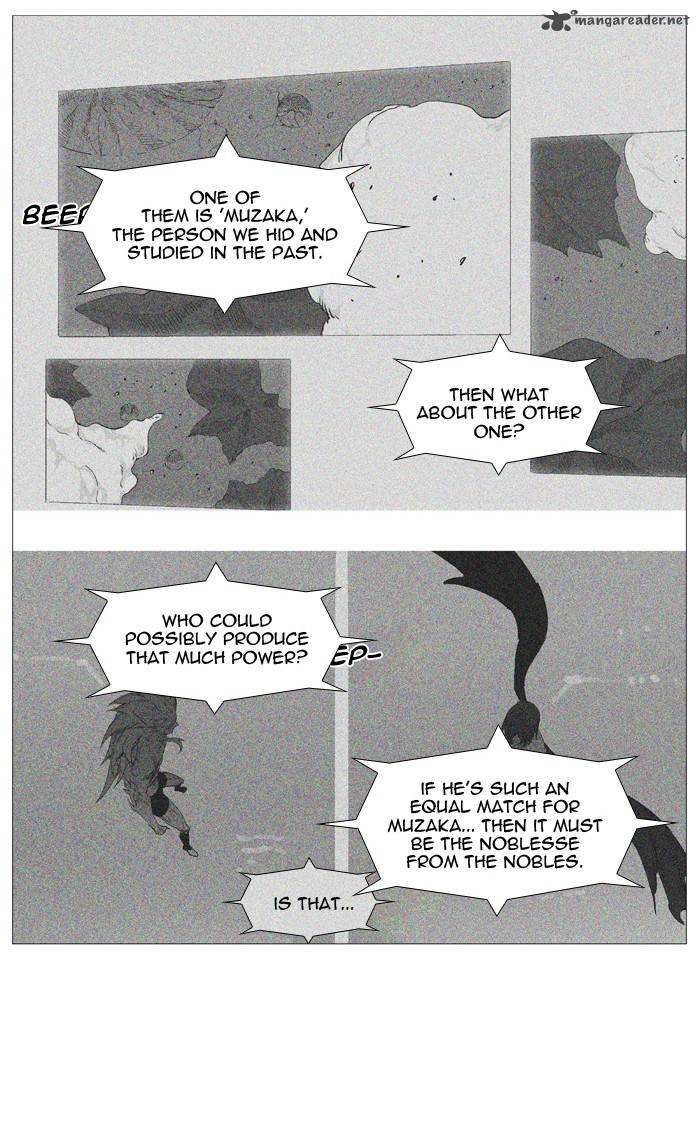 mangareader.net
ONE OF
THEM IS 'MUZAKA,'
THE PERSON WE HID AND
STUDIED IN THE PAST.
BEEP
THEN WHAT
ABOUT THE OTHER
ONE?
WHO COULD
POSSIBLY PRODUCE
THAT MUCH POWER?
EP-
IF HE'S SUCH AN
EQUAL MATCH FOR
MUZAKA... THEN IT MUST
BE THE NOBLESSE
FROM THE NOBLES.
IS THAT...